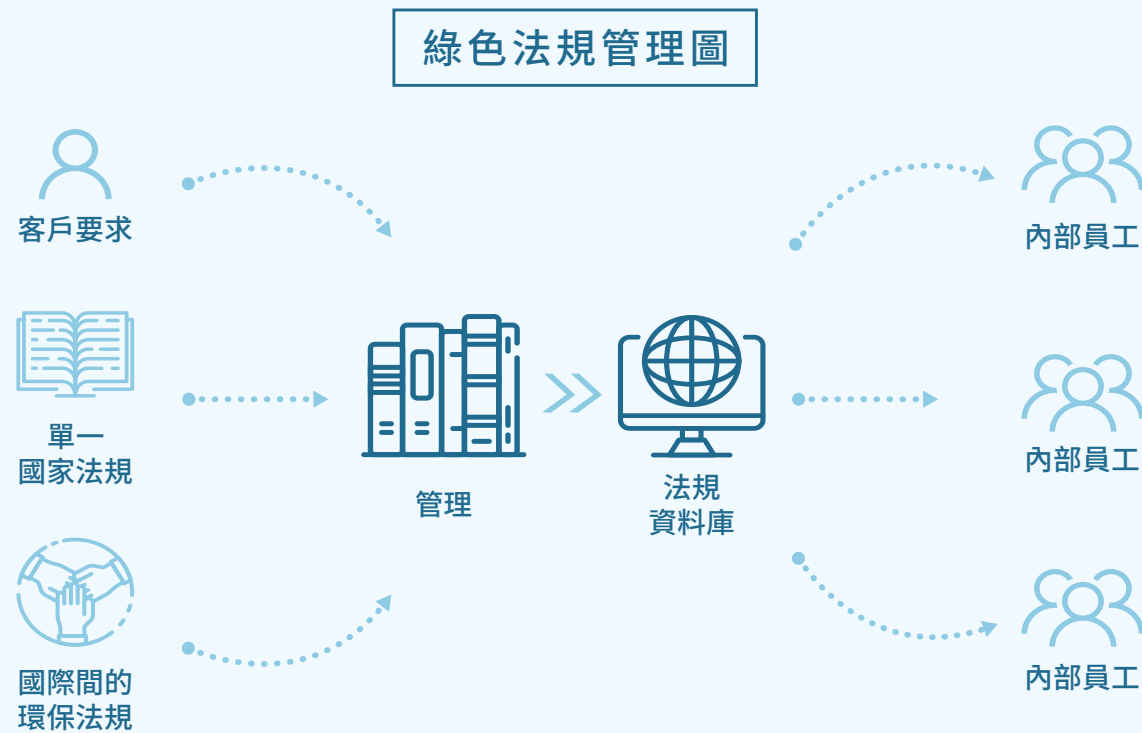 綠色法規管理圖
客戶要求
單一
國家法規
國際間的
環保法規
管理
法規
資料庫
內部員工
內部員工
內部員工